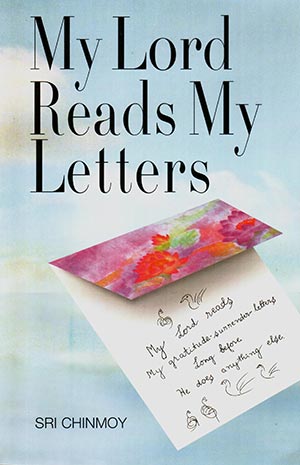 My Lord
Reads My
Letters
My Lord reads
My gratitude-surrender-letters
Long before
He does anything else.
SRI CHINMOY